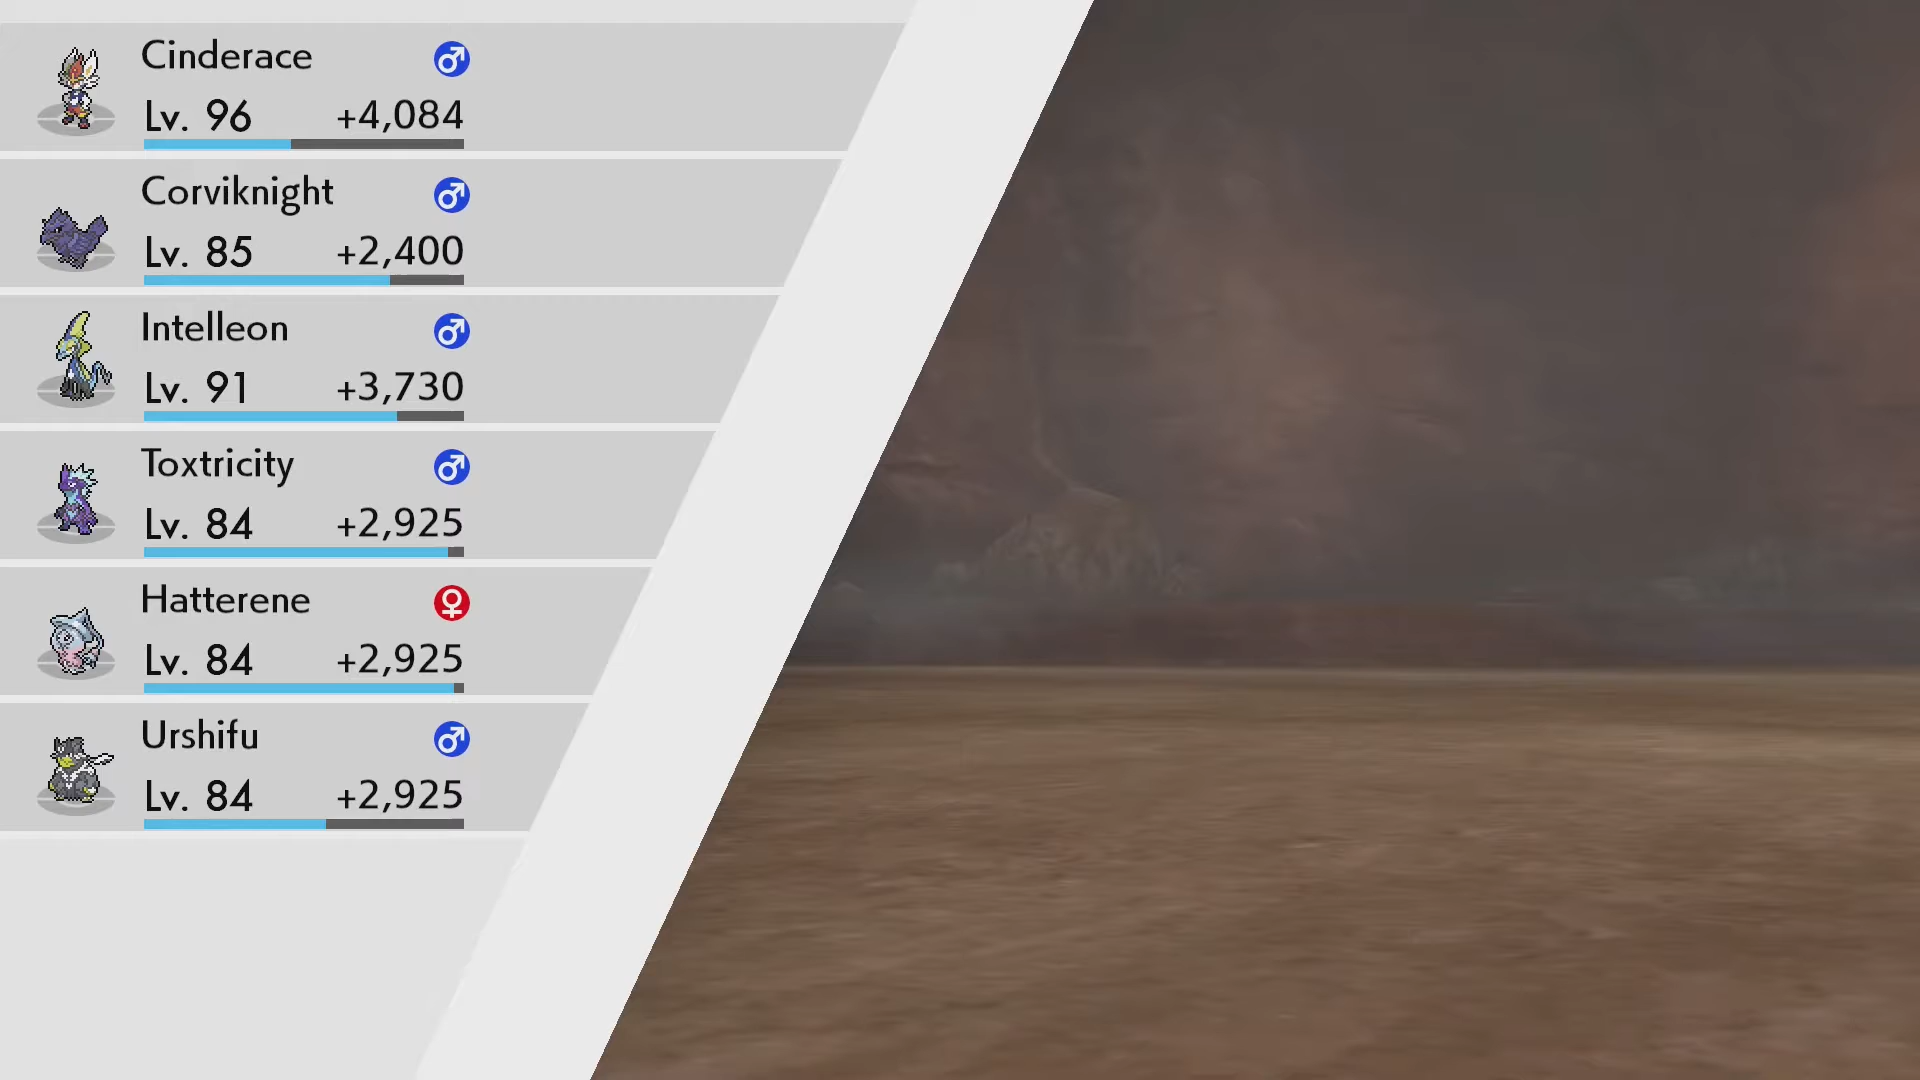 Cinderace ♂
Lv. 96 +4,084
Corviknight ♂
Lv. 85 +2,400
Intelleon ♂
Lv. 91 +3,730
Toxtricity ♂
Lv. 84 +2,925
Hatterene ♀
Lv. 84 +2,925
Urshifu ♂
Lv. 84 +2,925